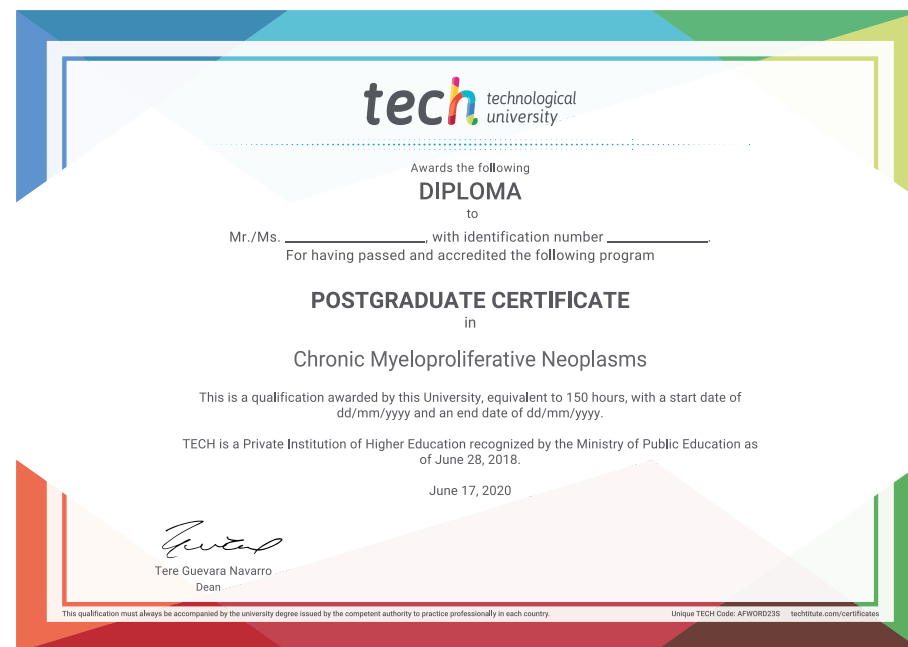 tech technological
university
Awards the following
DIPLOMA
to
Mr./Ms. ____________________, with identification number ______________.
For having passed and accredited the following program
POSTGRADUATE CERTIFICATE
in
Chronic Myeloproliferative Neoplasms
This is a qualification awarded by this University, equivalent to 150 hours, with a start date of
dd/mm/yyyy and an end date of dd/mm/yyyy.
TECH is a Private Institution of Higher Education recognized by the Ministry of Public Education as
of June 28, 2018.
June 17, 2020
Tere Guevara Navarro
Dean
This qualification must always be accompanied by the university degree issued by the competent authority to practice professionally in each country. Unique TECH Code: AFWORD23S techtitute.com/certificates